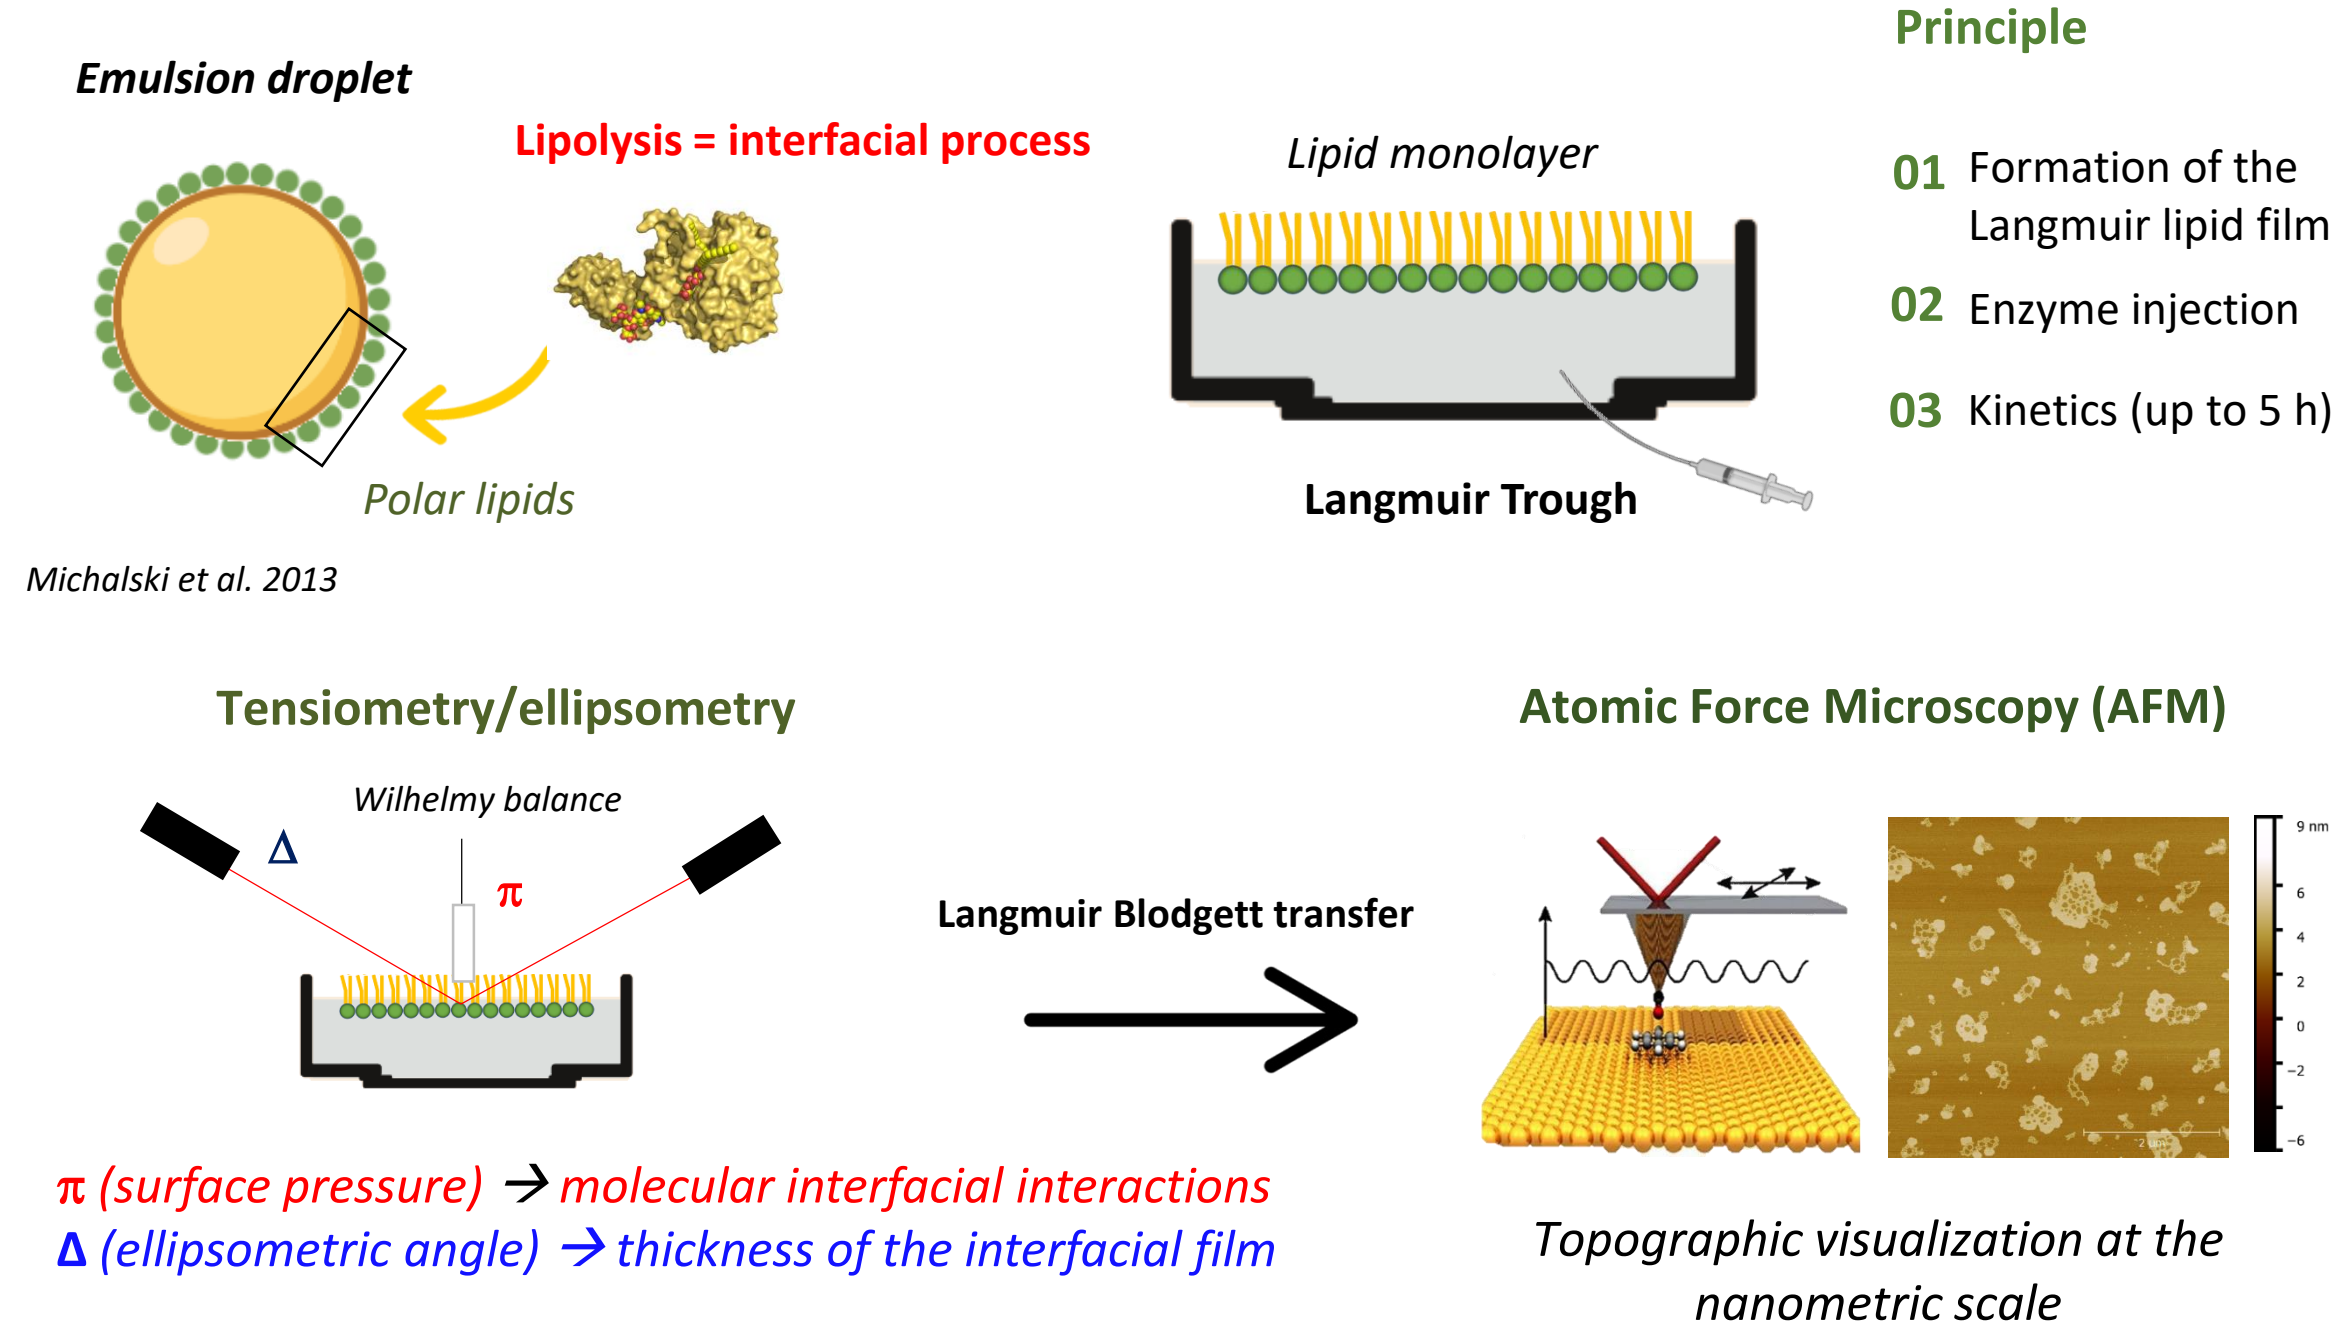 Principle
Emulsion droplet
Lipolysis = interfacial process
Lipid monolayer
01 Formation of the
Langmuir lipid film
02 Enzyme injection
03 Kinetics (up to 5 h)
Polar lipids
Langmuir Trough
Michalski et al. 2013
Tensiometry/ellipsometry
Atomic Force Microscopy (AFM)
Wilhelmy balance
Δ
π
Langmuir Blodgett transfer
9 nm
6
4
2
0
−2
−6
2 um
π (surface pressure) → molecular interfacial interactions
Δ (ellipsometric angle) → thickness of the interfacial film
Topographic visualization at the
nanometric scale